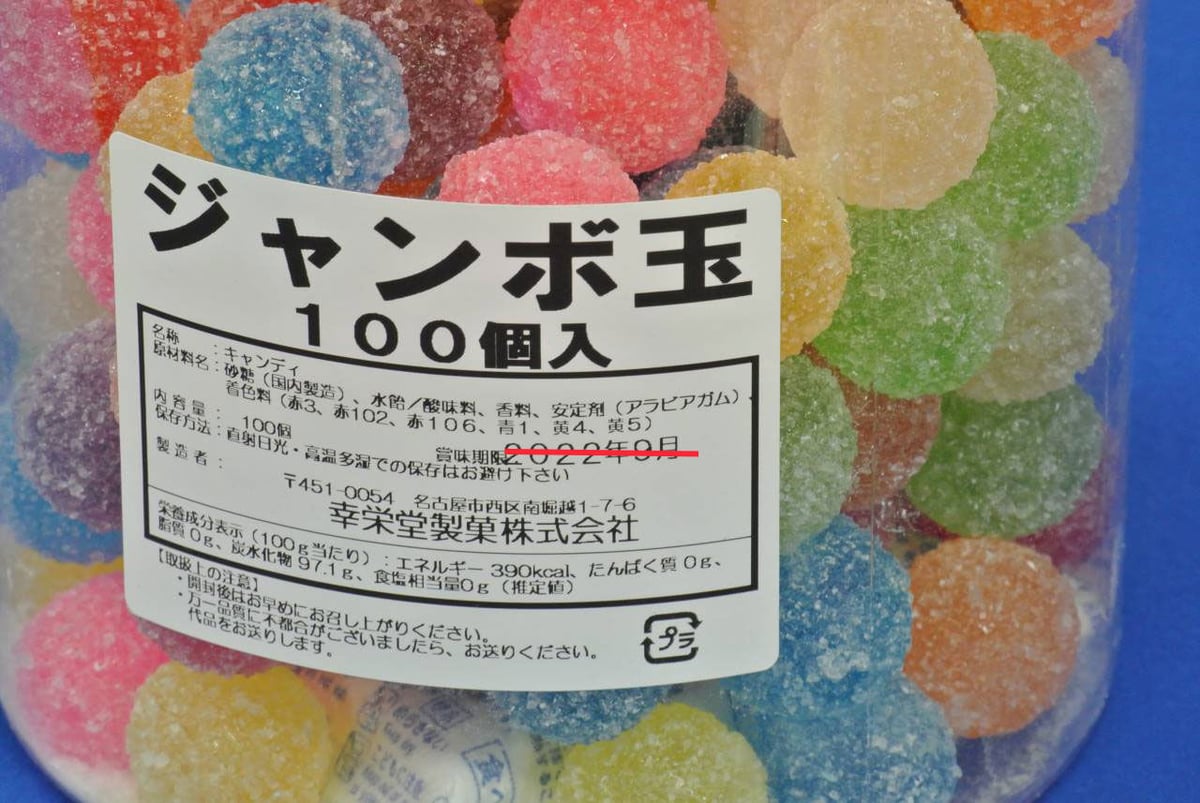 ジャンボ玉
100個入
名称　　：キャンディ
原材料名：砂糖（国内製造）、水飴／酸味料、香料、安定剤（アラビアガム）、
着色料（赤3、赤102、赤106、青1、黄4、黄5）
内容量：　100個
賞味期限2022年9月
保存方法：直射日光・高温多湿での保存はお避け下さい
製造者：
〒451-0054　名古屋市西区南堀越1-7-6
幸栄堂製菓株式会社
栄養成分表示（100g当たり）：エネルギー 390kcal、たんぱく質 0g、
脂質 0g、炭水化物 97.1g、食塩相当量0g（推定値）
【取扱上の注意】
・開封後はお早めにお召し上がりください。
・万一品質に不都合がございましたら、お送りください。
代品をお送りします。
プラ